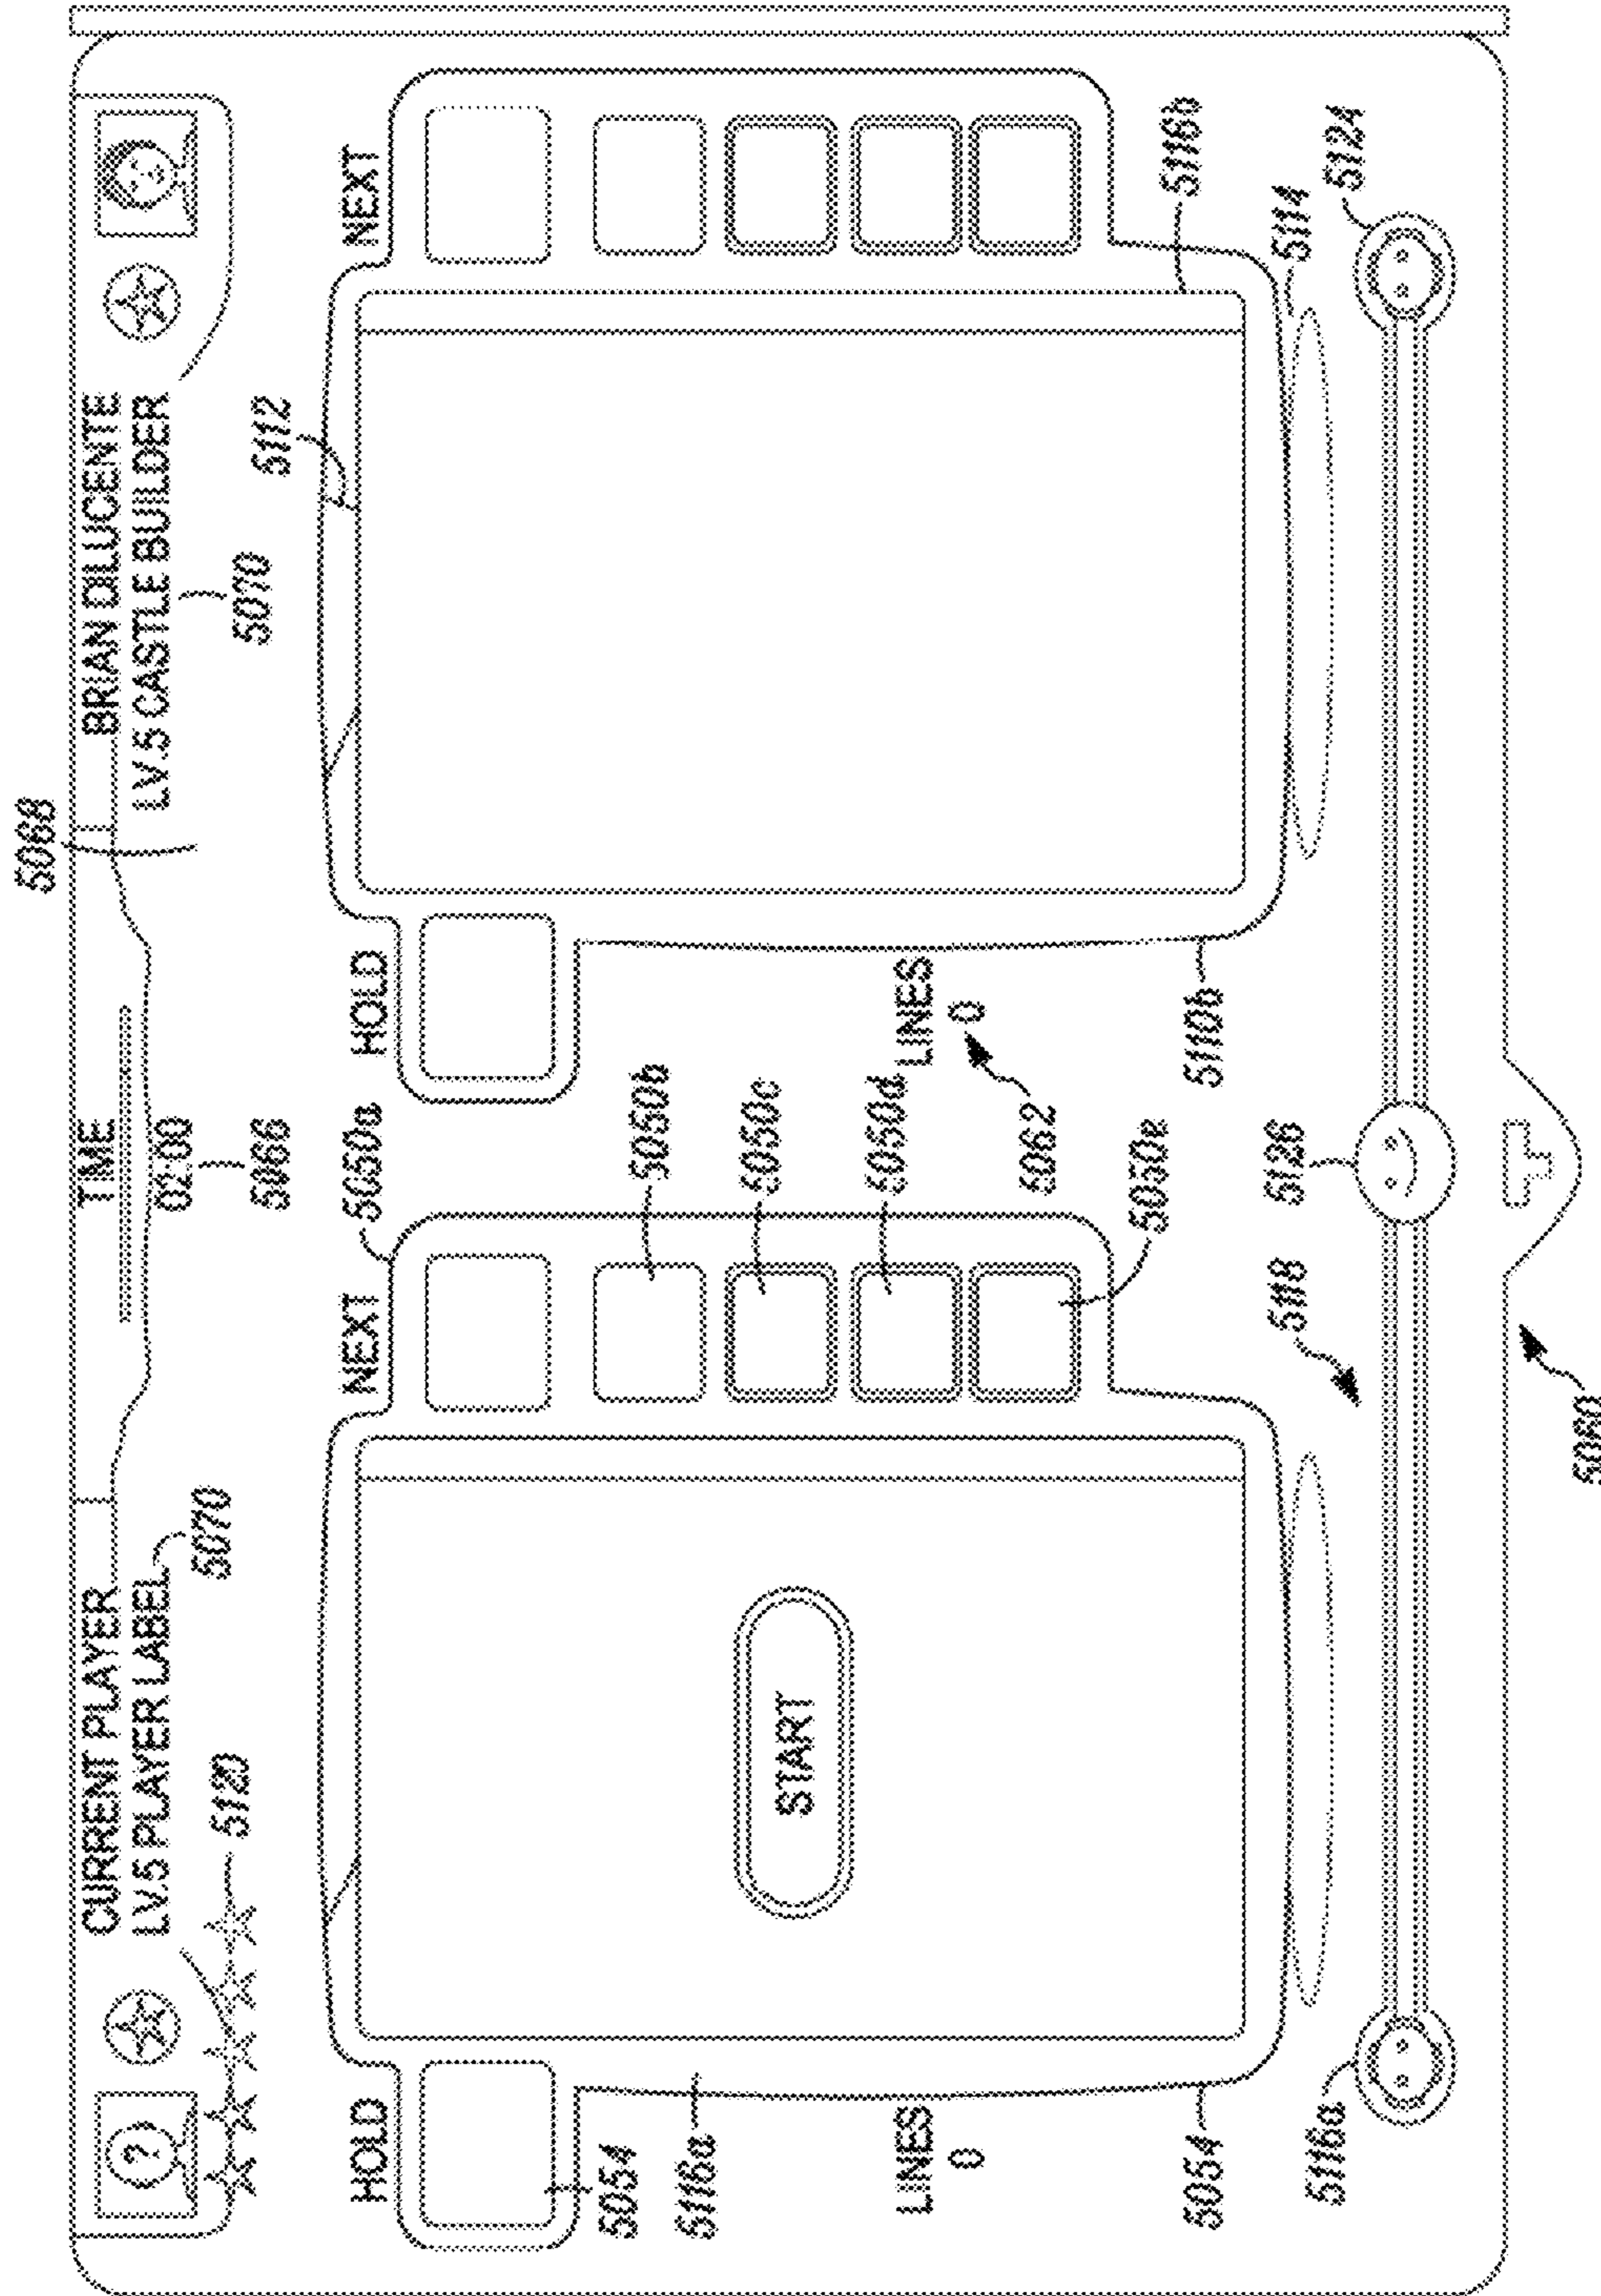 5068
CURRENT PLAYER
LV.5 PLAYER LABEL
TIME
02:00
BRIAN DILUCENTE
LV.5 CASTLE BUILDER
?
5120
5070
5066
5070
5112
HOLD
NEXT
5050a
HOLD
NEXT
5054
5116a
START
5050b
5050c
5050d
5062
5050e
LINES
0
LINES
0
5054
5110b
5116b
5116a
5118
5126
5114
5124